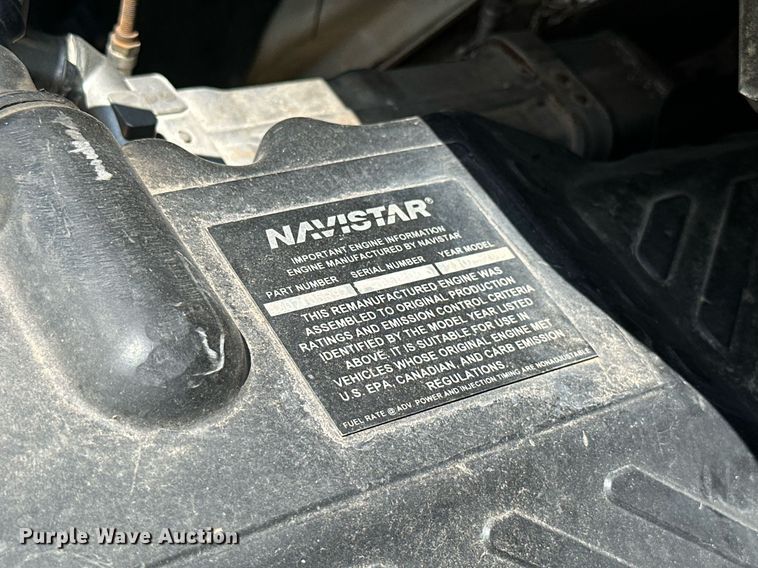 NAVISTAR®
IMPORTANT ENGINE INFORMATION
ENGINE MANUFACTURED BY NAVISTAR
PART NUMBER SERIAL NUMBER YEAR MODEL
THIS REMANUFACTURED ENGINE WAS
ASSEMBLED TO ORIGINAL PRODUCTION
RATINGS AND EMISSION CONTROL CRITERIA
IDENTIFIED BY THE MODEL YEAR LISTED
ABOVE. IT IS SUITABLE FOR USE IN
VEHICLES WHOSE ORIGINAL ENGINE MET
U.S. EPA, CANADIAN, AND CARB EMISSION
REGULATIONS.
FUEL RATE @ ADV. POWER AND INJECTION TIMING ARE NONADJUSTABLE
Purple Wave Auction